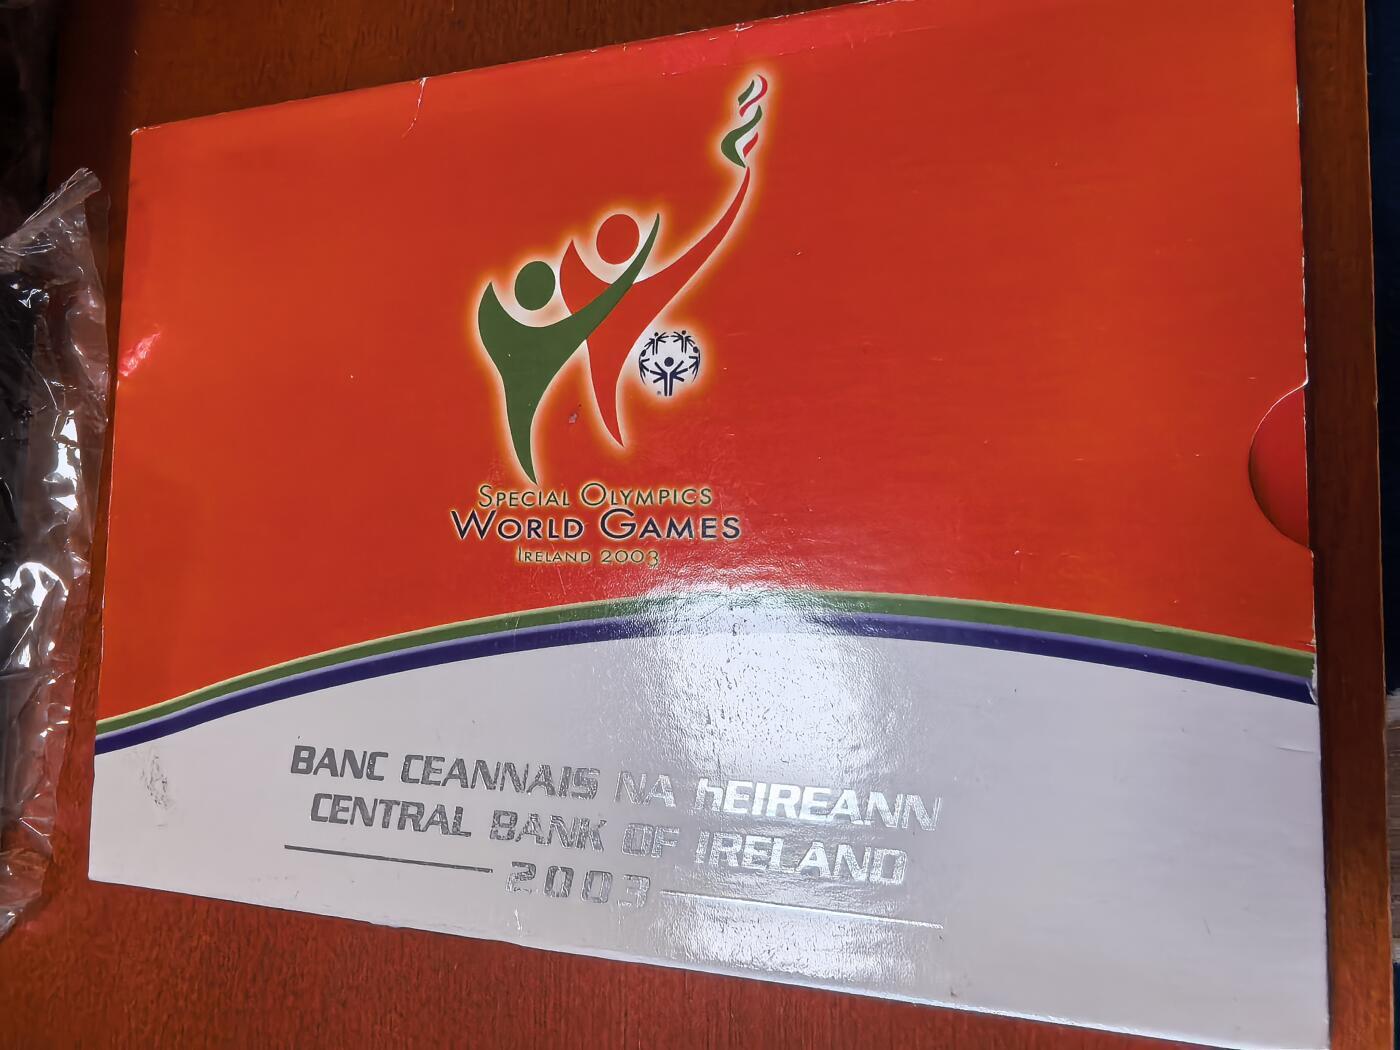 Special Olympics
World Games
Ireland 2003
BANC CEANNAIS NA hEIREANN
CENTRAL BANK OF IRELAND
2003